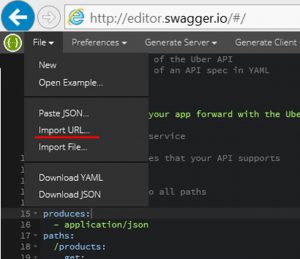 http://editor.swagger.io/#/
File Preferences Generate Server Generate Client
New
of the Uber API
Open Example...
of an API spec in YAML
Paste JSON...
your app forward with the Ube
Import URL...
service
Import File...
es that your API supports
Download YAML
Download JSON
o all paths
15 produces:
16 - application/json
17 paths:
18 /products:
19 get: